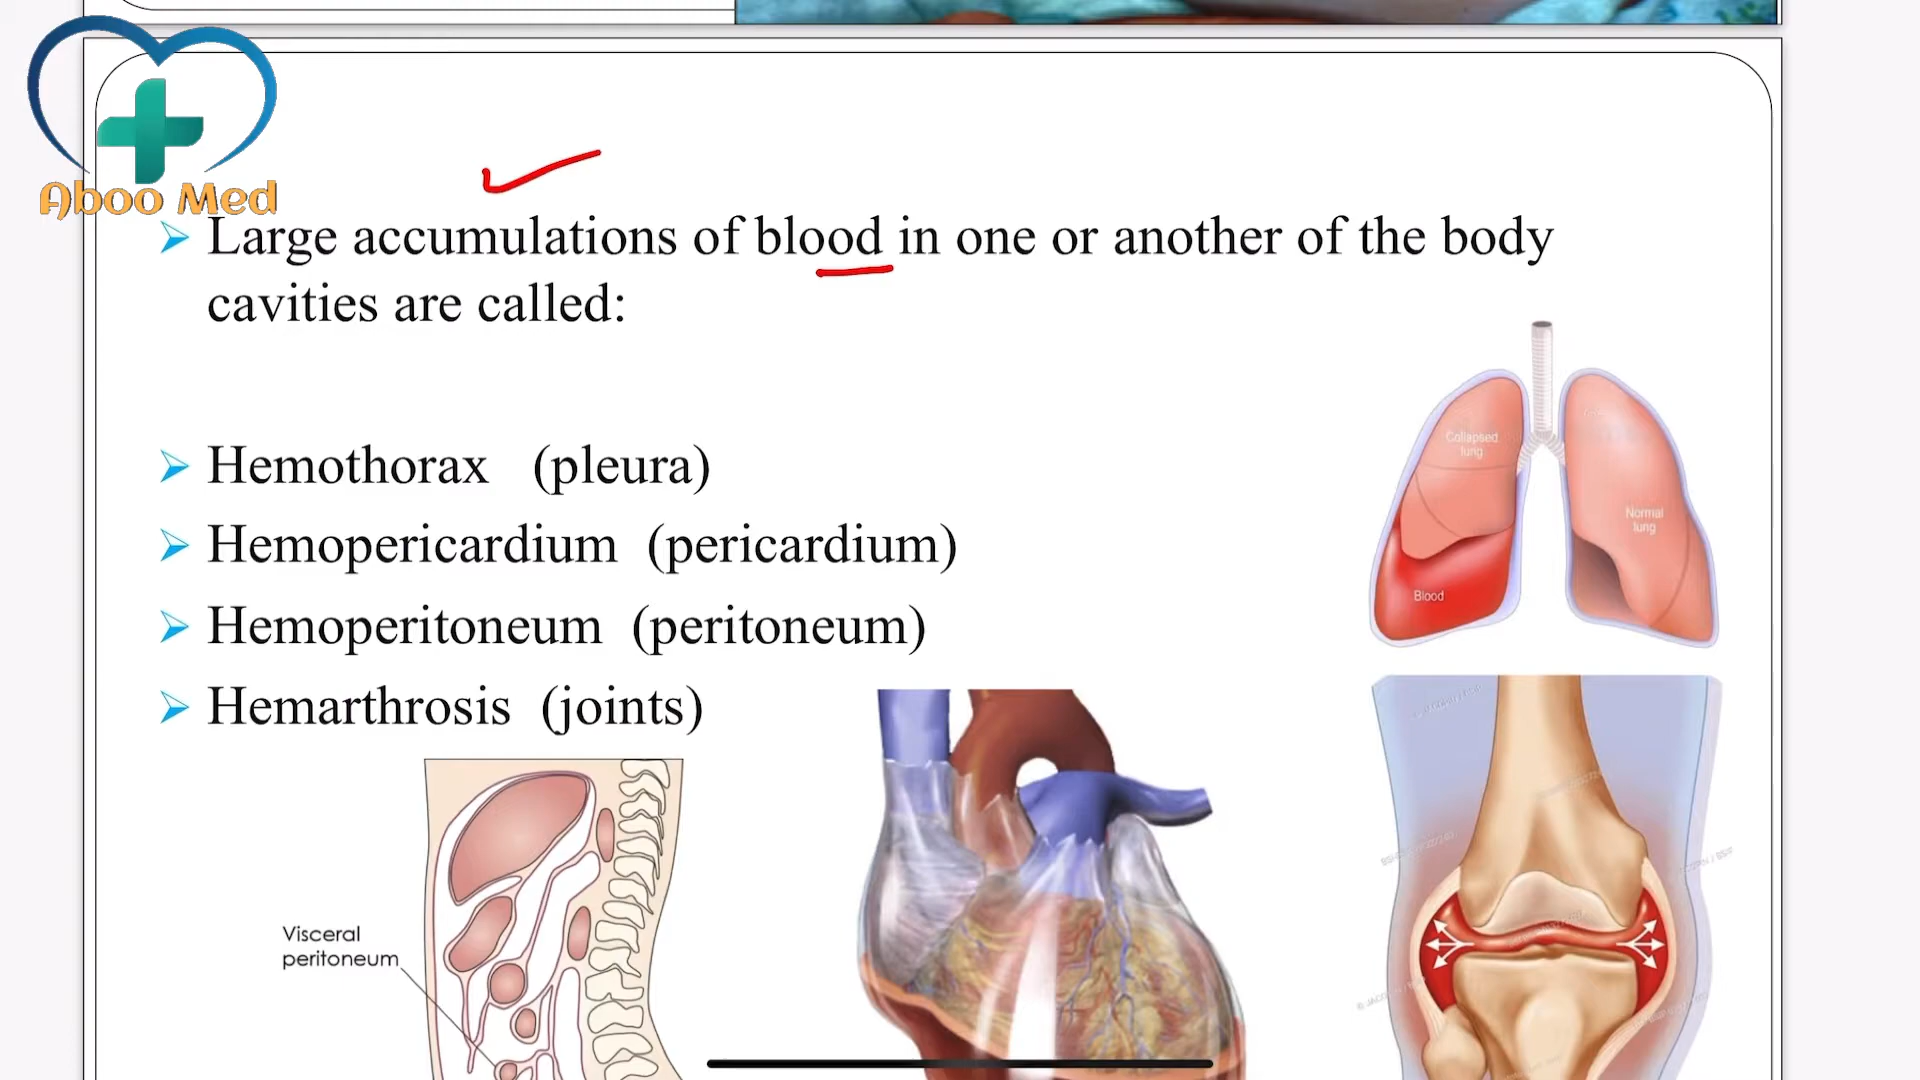 Aboo Med
Large accumulations of blood in one or another of the body
cavities are called:
Hemothorax (pleura)
Hemopericardium (pericardium)
Hemoperitoneum (peritoneum)
Hemarthrosis (joints)
Collapsed
lung
Normal
lung
Blood
Visceral
peritoneum